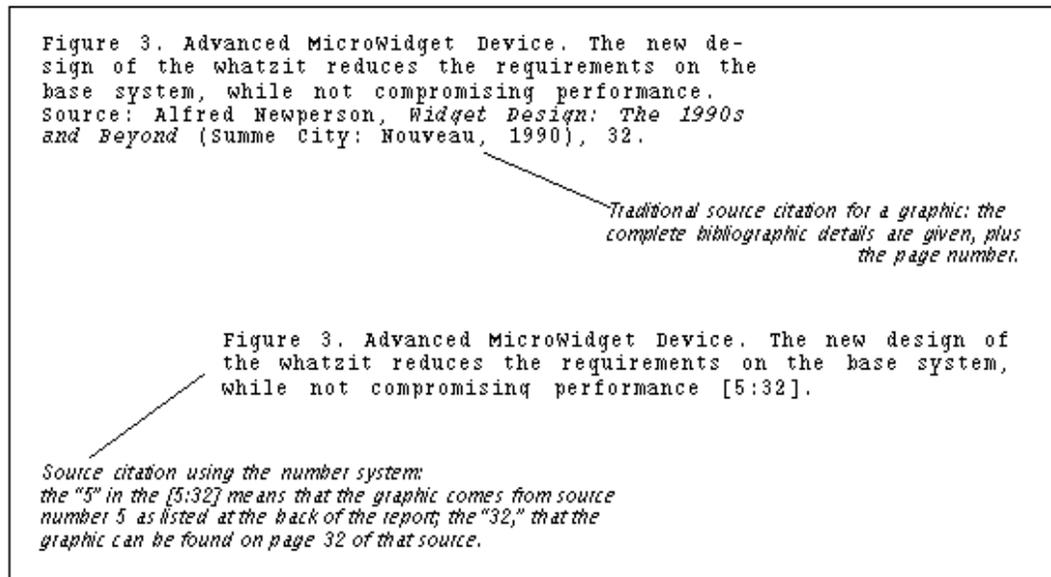 Figure 3. Advanced MicroWidget Device. The new de-
sign of the whatzit reduces the requirements on the
base system, while not compromising performance.
Source: Alfred Newperson, Widget Design: The 1990s
and Beyond (Summe City: Nouveau, 1990), 32.
Traditional source citation for a graphic: the
complete bibliographic details are given, plus
the page number.
Figure 3. Advanced MicroWidget Device. The new design of
the whatzit reduces the requirements on the base system,
while not compromising performance [5:32].
Source citation using the number system:
the "5" in the [5:32] means that the graphic comes from source
number 5 as listed at the back of the report; the "32," that the
graphic can be found on page 32 of that source.